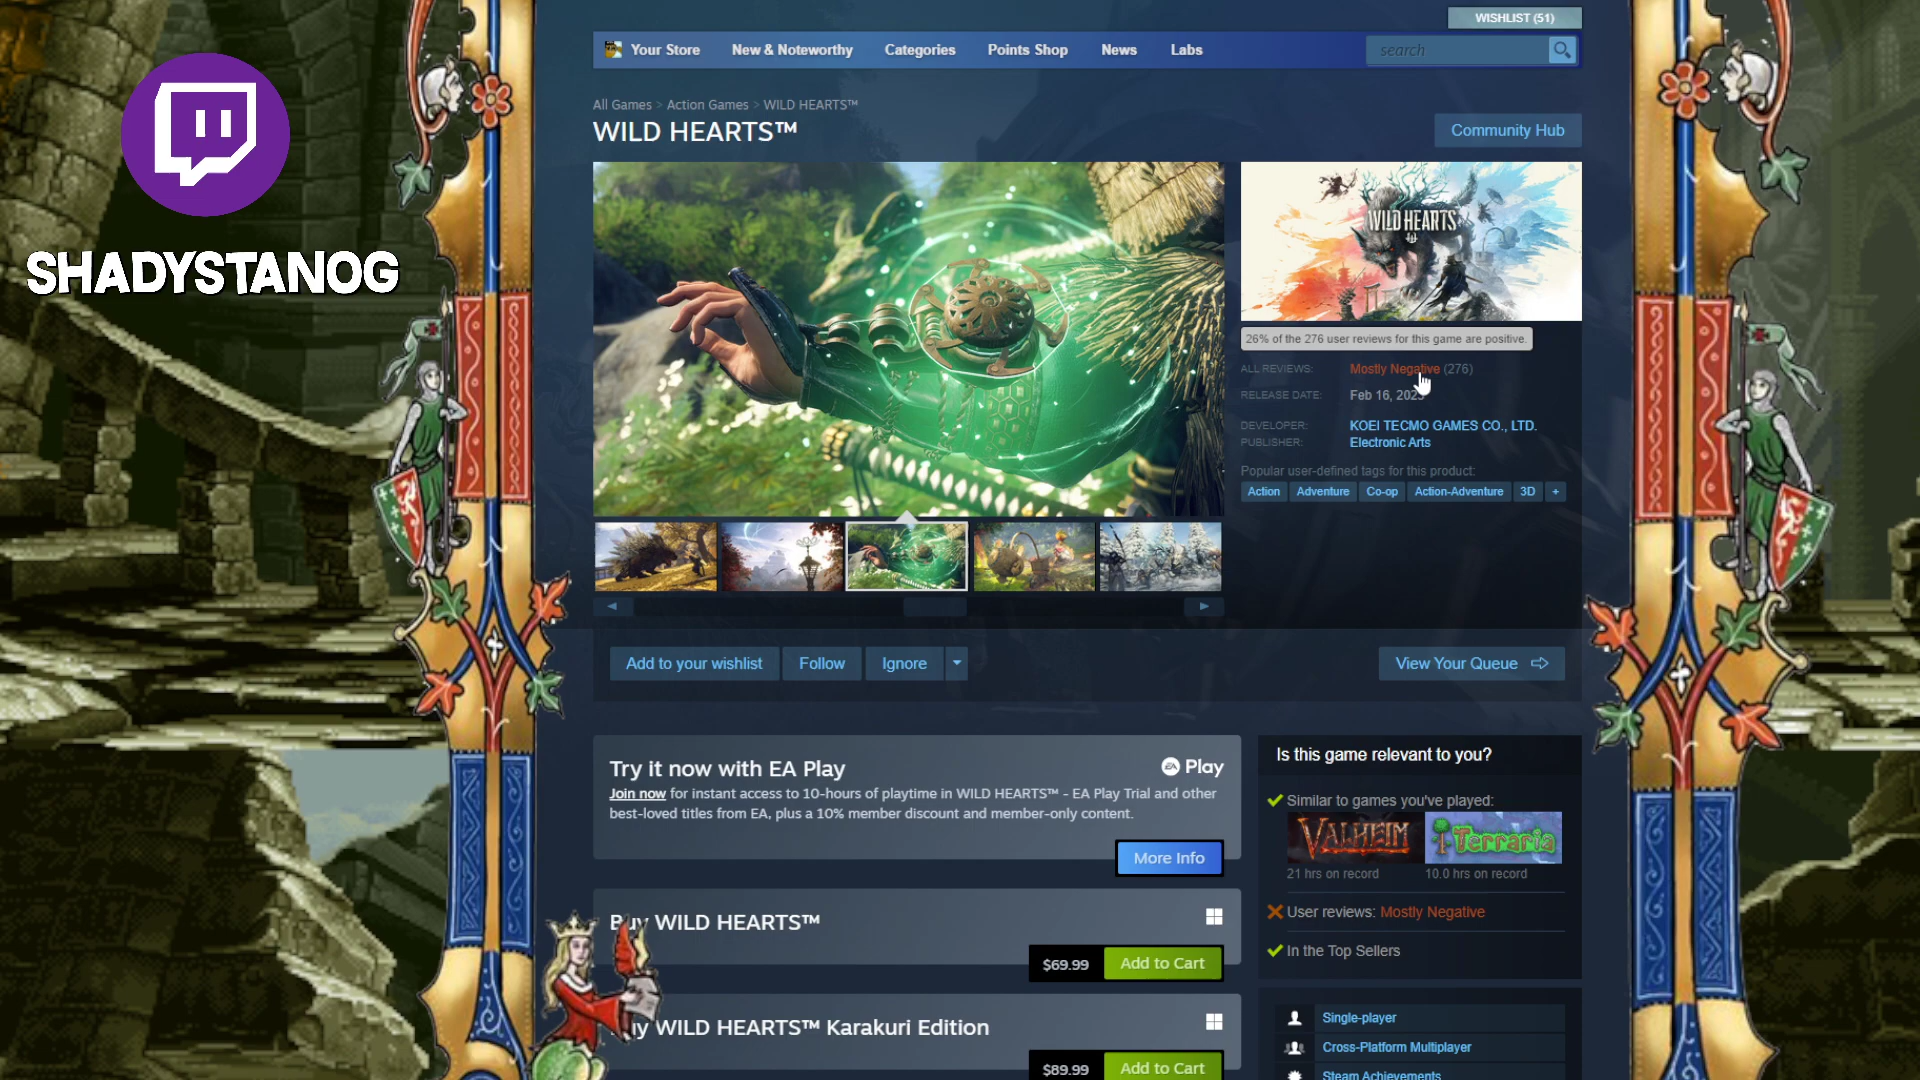 WISHLIST (51)
Your Store
New & Noteworthy
Categories
Points Shop
News
Labs
search
All Games > Action Games > WILD HEARTS™
WILD HEARTS™
Community Hub
SHADYSTANOG
WILD HEARTS
26% of the 276 user reviews for this game are positive.
ALL REVIEWS: Mostly Negative (276)
RELEASE DATE: Feb 16, 2023
DEVELOPER: KOEI TECMO GAMES CO., LTD.
PUBLISHER: Electronic Arts
Popular user-defined tags for this product:
Action Adventure Co-op Action-Adventure 3D +
Add to your wishlist
Follow
Ignore
View Your Queue
Try it now with EA Play
EA Play
Join now for instant access to 10-hours of playtime in WILD HEARTS™ - EA Play Trial and other
best-loved titles from EA, plus a 10% member discount and member-only content.
More Info
Buy WILD HEARTS™
$69.99 Add to Cart
WILD HEARTS™ Karakuri Edition
$89.99 Add to Cart
Is this game relevant to you?
Similar to games you've played:
VALHEIM
Terraria
21 hrs on record
10.0 hrs on record
User reviews: Mostly Negative
In the Top Sellers
Single-player
Cross-Platform Multiplayer
Steam Achievements